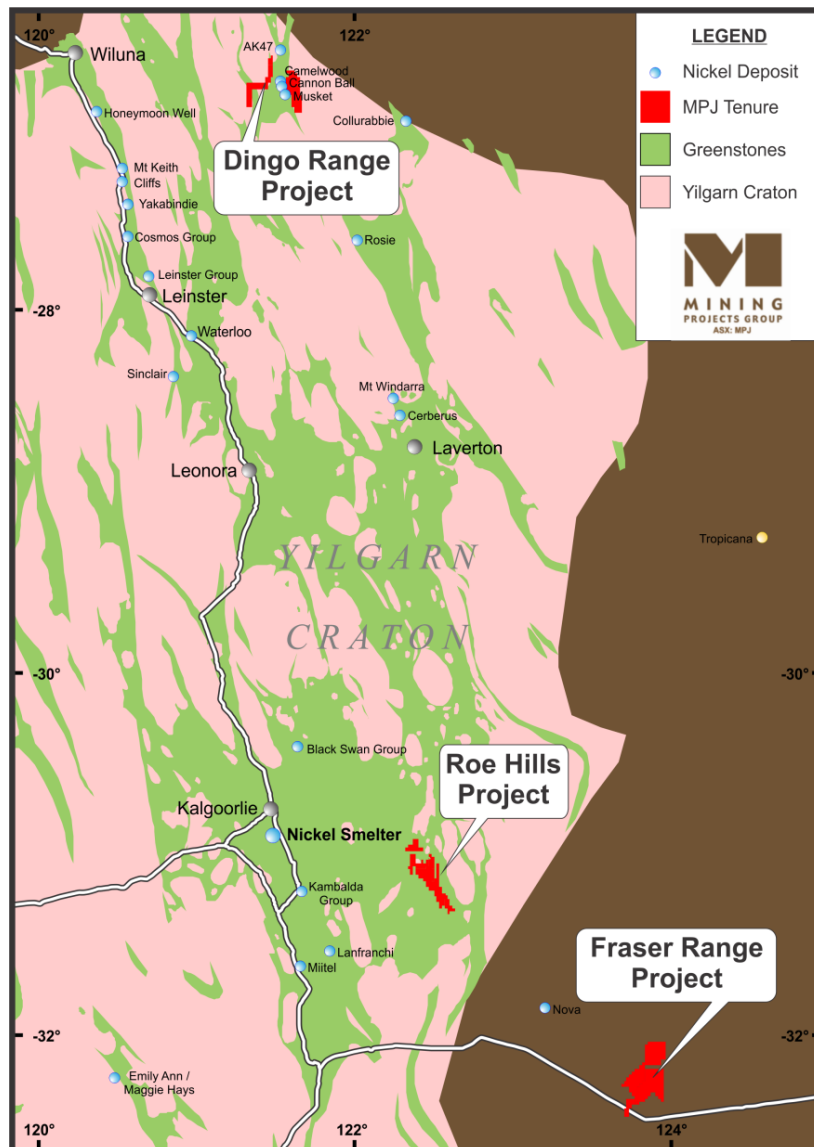 120°
122°
Wiluna
AK47
Camelwood
Cannon Ball
Musket
Honeymoon Well
Collurabbie
Dingo Range
Project
Mt Keith
Cliffs
Yakabindie
Cosmos Group
Rosie
Leinster Group
Leinster
-28°
Waterloo
Sinclair
Mt Windarra
Cerberus
Laverton
Leonora
Tropicana
YILGARN
CRATON
-30°
-30°
Black Swan Group
Roe Hills
Project
Kalgoorlie
Nickel Smelter
Kambalda
Group
Lanfranchi
Miitel
Fraser Range
Project
Nova
-32°
-32°
Emily Ann /
Maggie Hays
120°
122°
124°
LEGEND
Nickel Deposit
MPJ Tenure
Greenstones
Yilgarn Craton
M
MINING
PROJECTS GROUP
ASX: MPJ